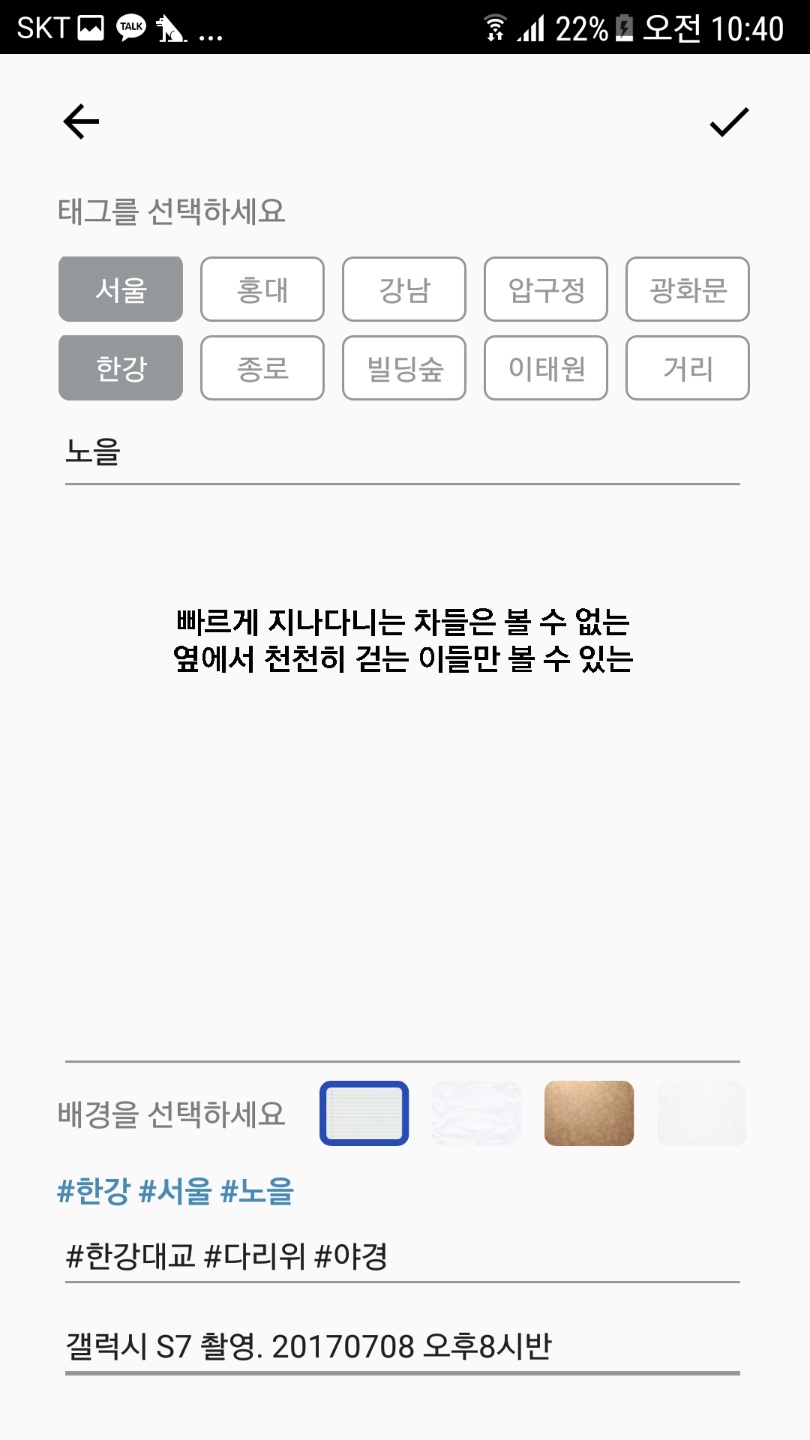 SKT TALK ... 22% 오전 10:40
태그를 선택하세요
서울 홍대 강남 압구정 광화문
한강 종로 빌딩숲 이태원 거리
노을
빠르게 지나다니는 차들은 볼 수 없는
옆에서 천천히 걷는 이들만 볼 수 있는
배경을 선택하세요
#한강 #서울 #노을
#한강대교 #다리위 #야경
갤럭시 S7 촬영. 20170708 오후8시반